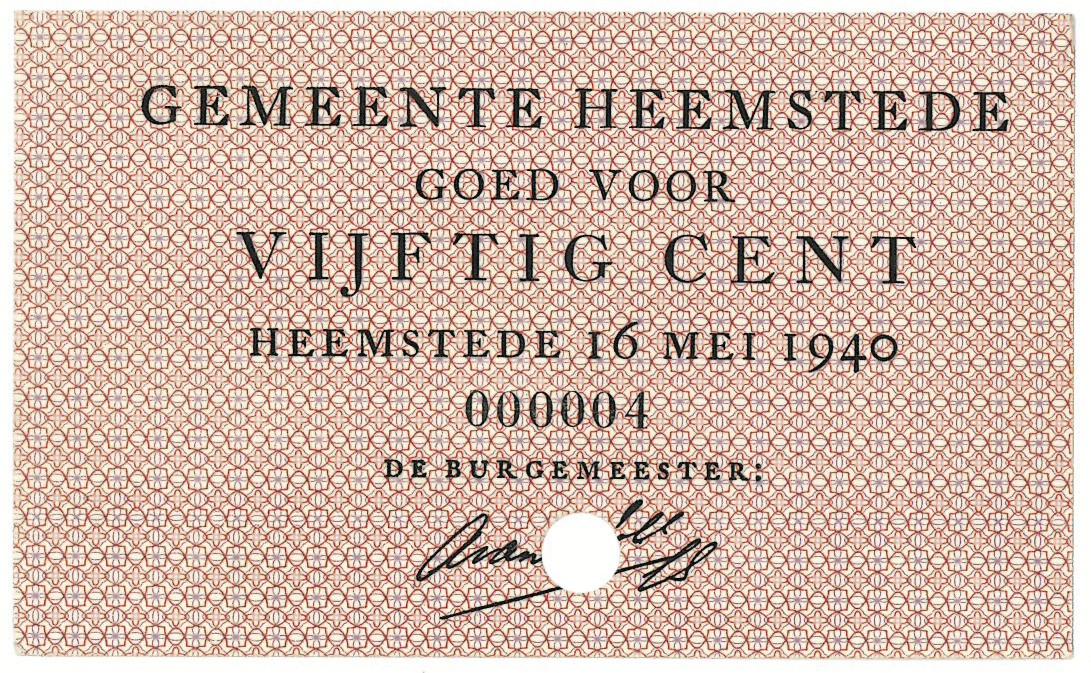 GEMEENTE HEEMSTEDE
GOED VOOR
VIJFTIG CENT
HEEMSTEDE 16 MEI 1940
000004
DE BURGEMEESTER: